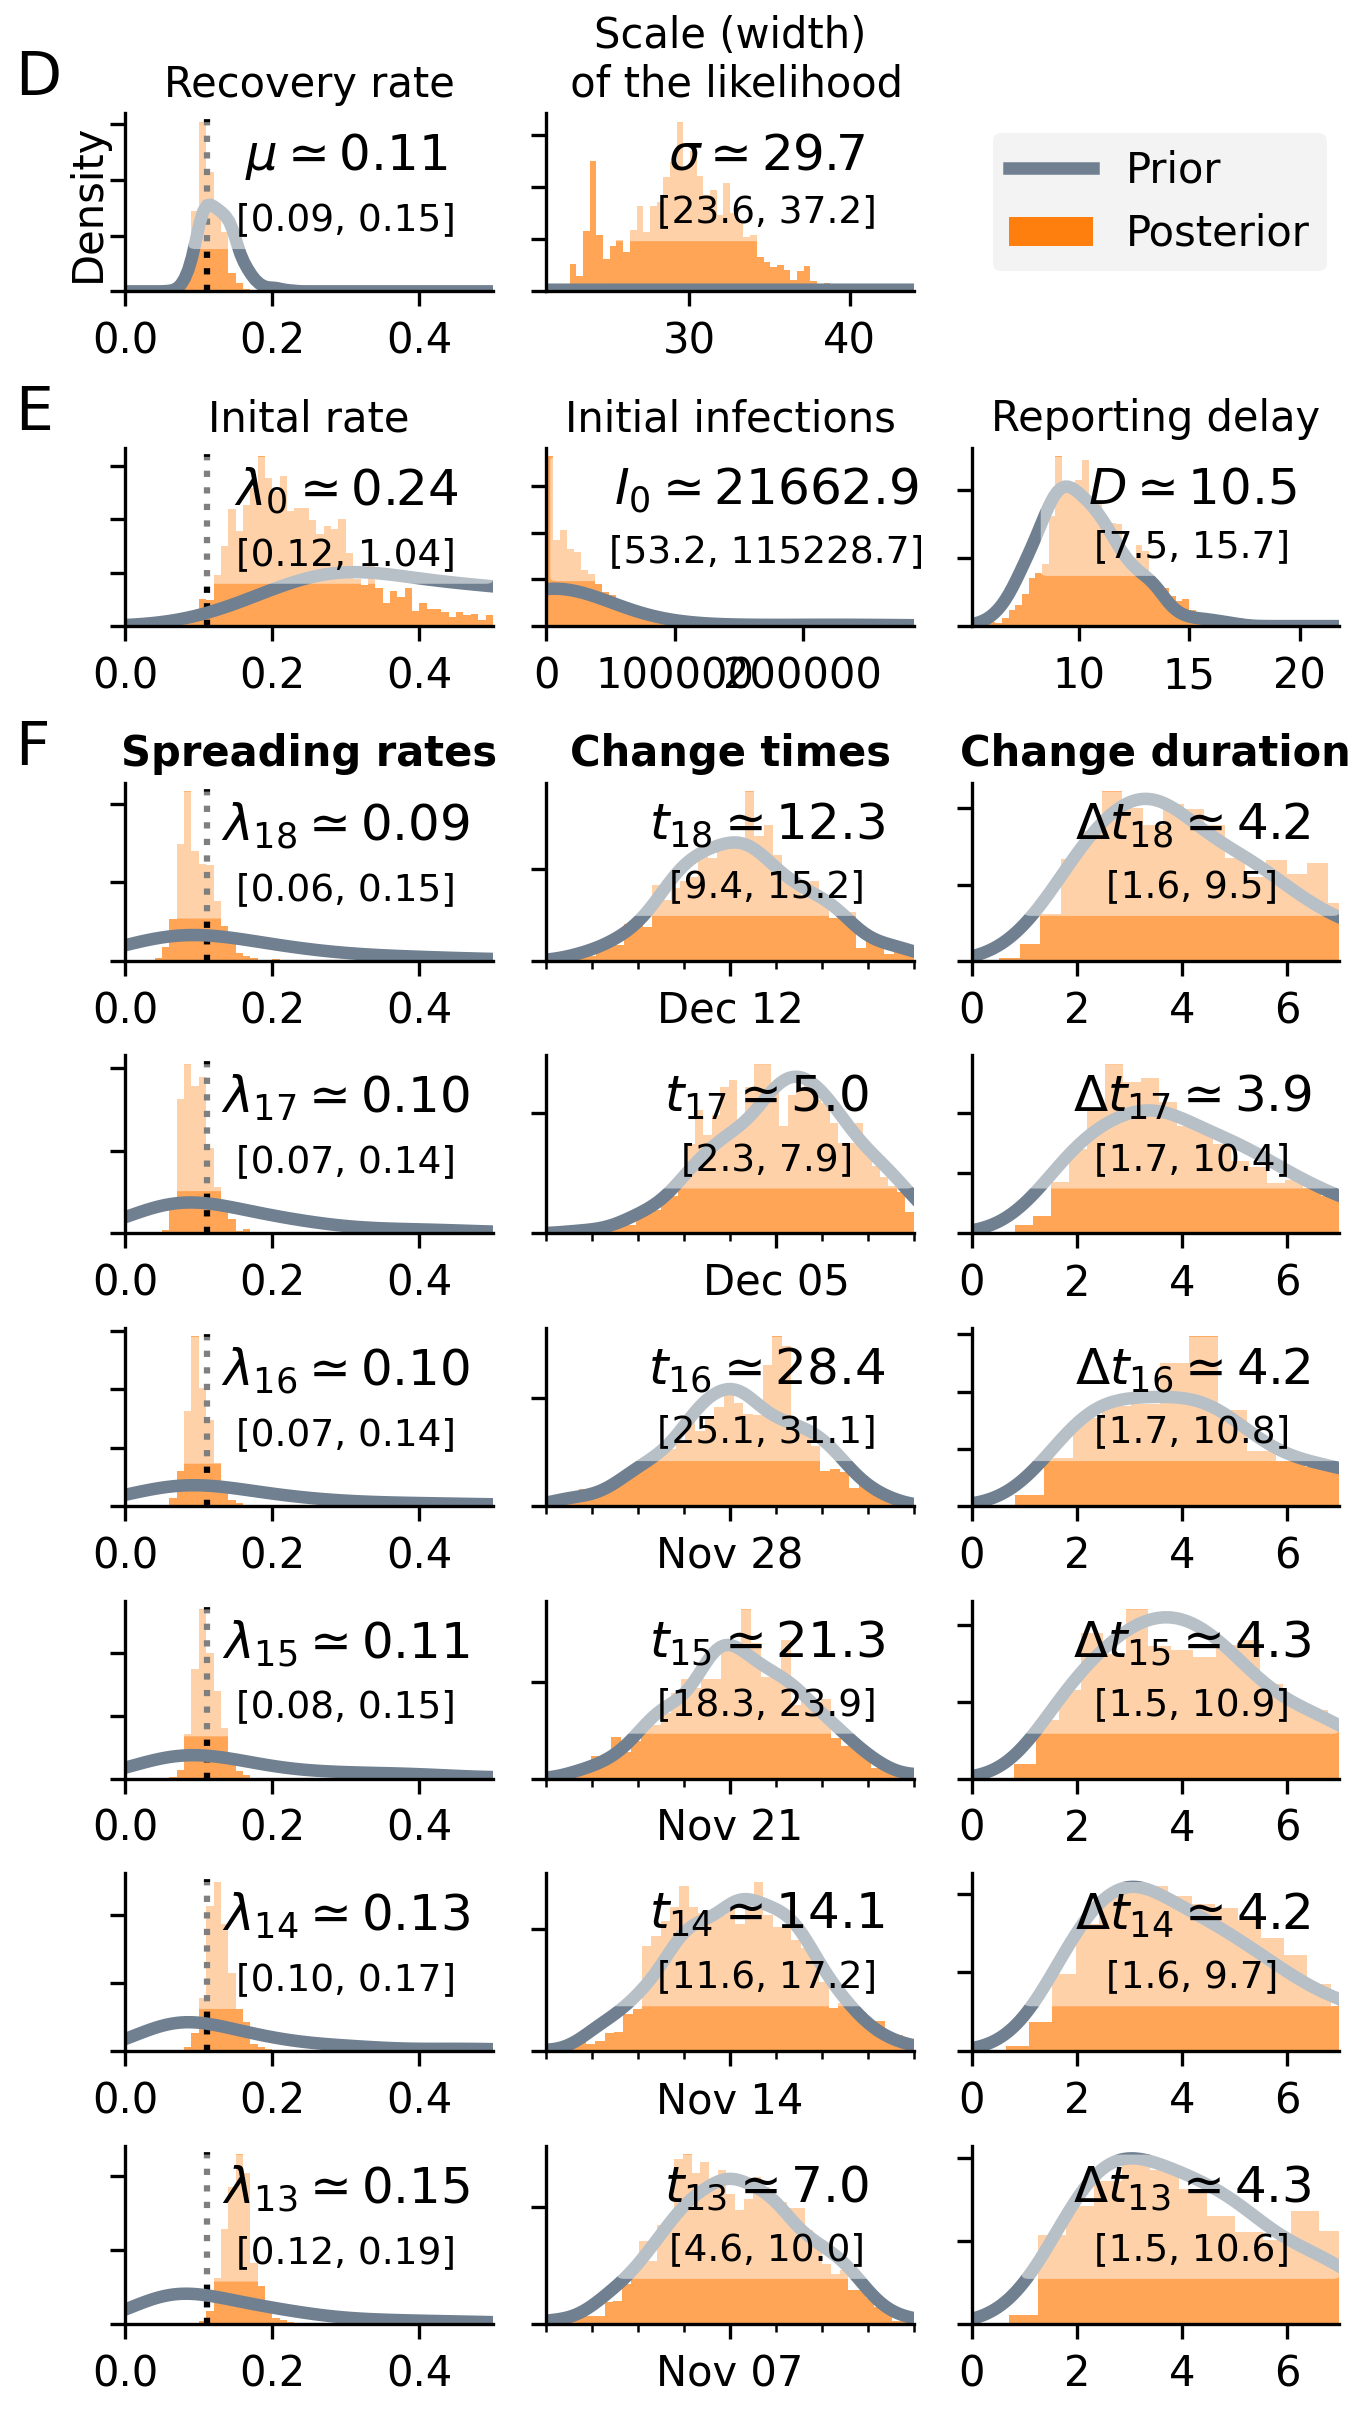 D
Recovery rate
Scale (width)
of the likelihood
Density
μ ≃ 0.11
[0.09, 0.15]
0.0 0.2 0.4
σ ≃ 29.7
[23.6, 37.2]
30 40
Prior
Posterior
E
Inital rate
λ0 ≃ 0.24
[0.12, 1.04]
0.0 0.2 0.4
Initial infections
I0 ≃ 21662.9
[53.2, 115228.7]
0 100000 200000
Reporting delay
D ≃ 10.5
[7.5, 15.7]
10 15 20
F
Spreading rates
Change times
Change duration
λ18 ≃ 0.09
[0.06, 0.15]
0.0 0.2 0.4
t18 ≃ 12.3
[9.4, 15.2]
Dec 12
Δt18 ≃ 4.2
[1.6, 9.5]
0 2 4 6
λ17 ≃ 0.10
[0.07, 0.14]
0.0 0.2 0.4
t17 ≃ 5.0
[2.3, 7.9]
Dec 05
Δt17 ≃ 3.9
[1.7, 10.4]
0 2 4 6
λ16 ≃ 0.10
[0.07, 0.14]
0.0 0.2 0.4
t16 ≃ 28.4
[25.1, 31.1]
Nov 28
Δt16 ≃ 4.2
[1.7, 10.8]
0 2 4 6
λ15 ≃ 0.11
[0.08, 0.15]
0.0 0.2 0.4
t15 ≃ 21.3
[18.3, 23.9]
Nov 21
Δt15 ≃ 4.3
[1.5, 10.9]
0 2 4 6
λ14 ≃ 0.13
[0.10, 0.17]
0.0 0.2 0.4
t14 ≃ 14.1
[11.6, 17.2]
Nov 14
Δt14 ≃ 4.2
[1.6, 9.7]
0 2 4 6
λ13 ≃ 0.15
[0.12, 0.19]
0.0 0.2 0.4
t13 ≃ 7.0
[4.6, 10.0]
Nov 07
Δt13 ≃ 4.3
[1.5, 10.6]
0 2 4 6